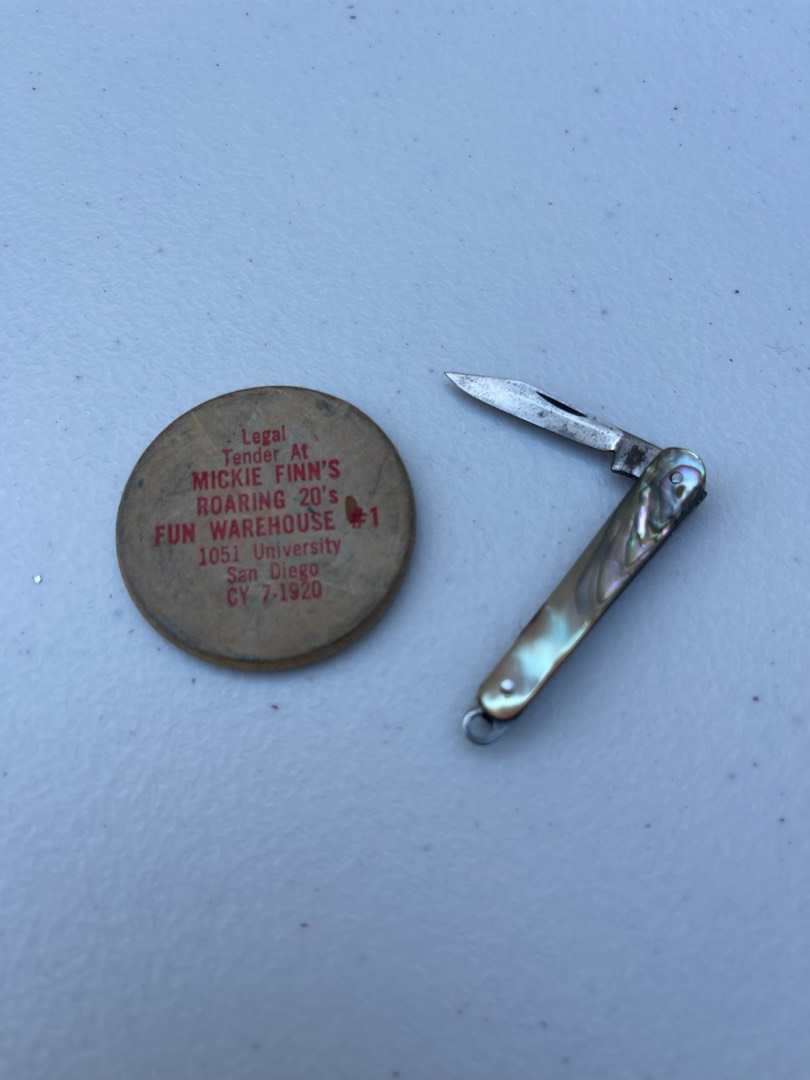 Legal
Tender At
MICKIE FINN'S
ROARING 20's
FUN WAREHOUSE #1
1051 University
San Diego
CY 7-1920